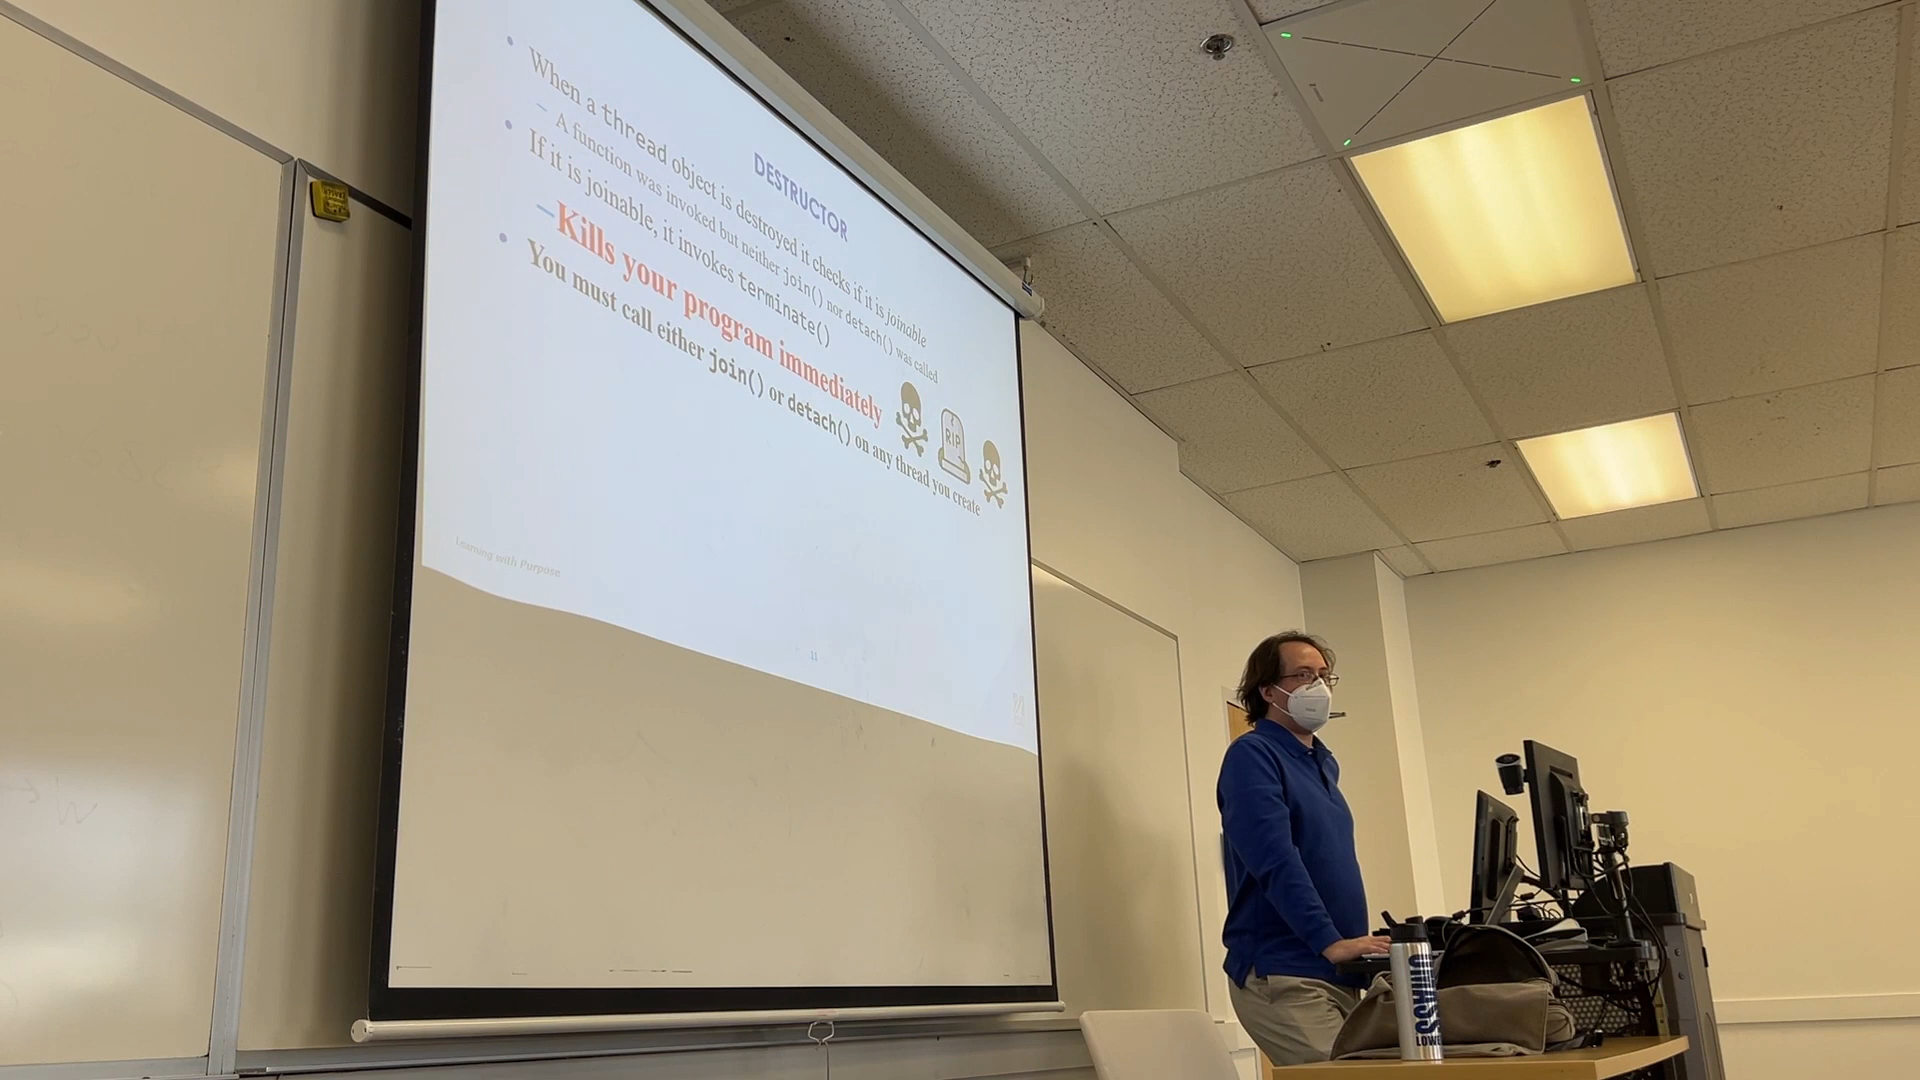 DESTRUCTOR
• When a thread object is destroyed it checks if it is joinable
– A function was invoked but neither join() nor detach() was called
• If it is joinable, it invokes terminate()
–Kills your program immediately
RIP
• You must call either join() or detach() on any thread you create
Learning with Purpose
11
UMASS
LOWE
W